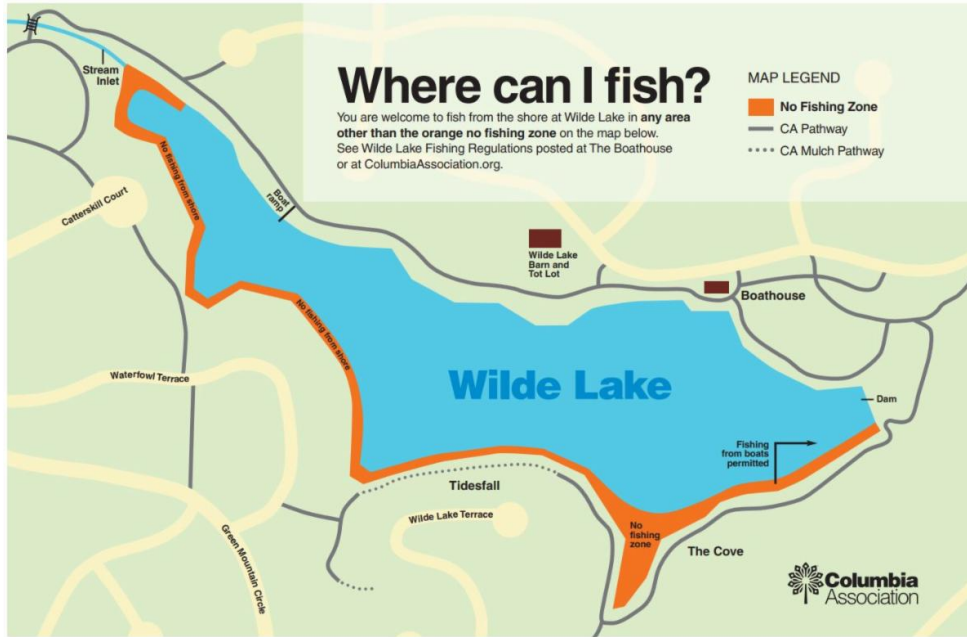 Where can I fish?
You are welcome to fish from the shore at Wilde Lake in any area
other than the orange no fishing zone on the map below.
See Wilde Lake Fishing Regulations posted at The Boathouse
or at ColumbiaAssociation.org.
MAP LEGEND
No Fishing Zone
CA Pathway
CA Mulch Pathway
Stream
Inlet
No fishing from shore
Catterskill Court
Boat
ramp
Wilde Lake
Barn and
Tot Lot
Boathouse
No fishing from shore
Waterfowl Terrace
Wilde Lake
Dam
Fishing
from boats
permitted
Tidesfall
Wilde Lake Terrace
Green Mountain Circle
No
fishing
zone
The Cove
Columbia
Association